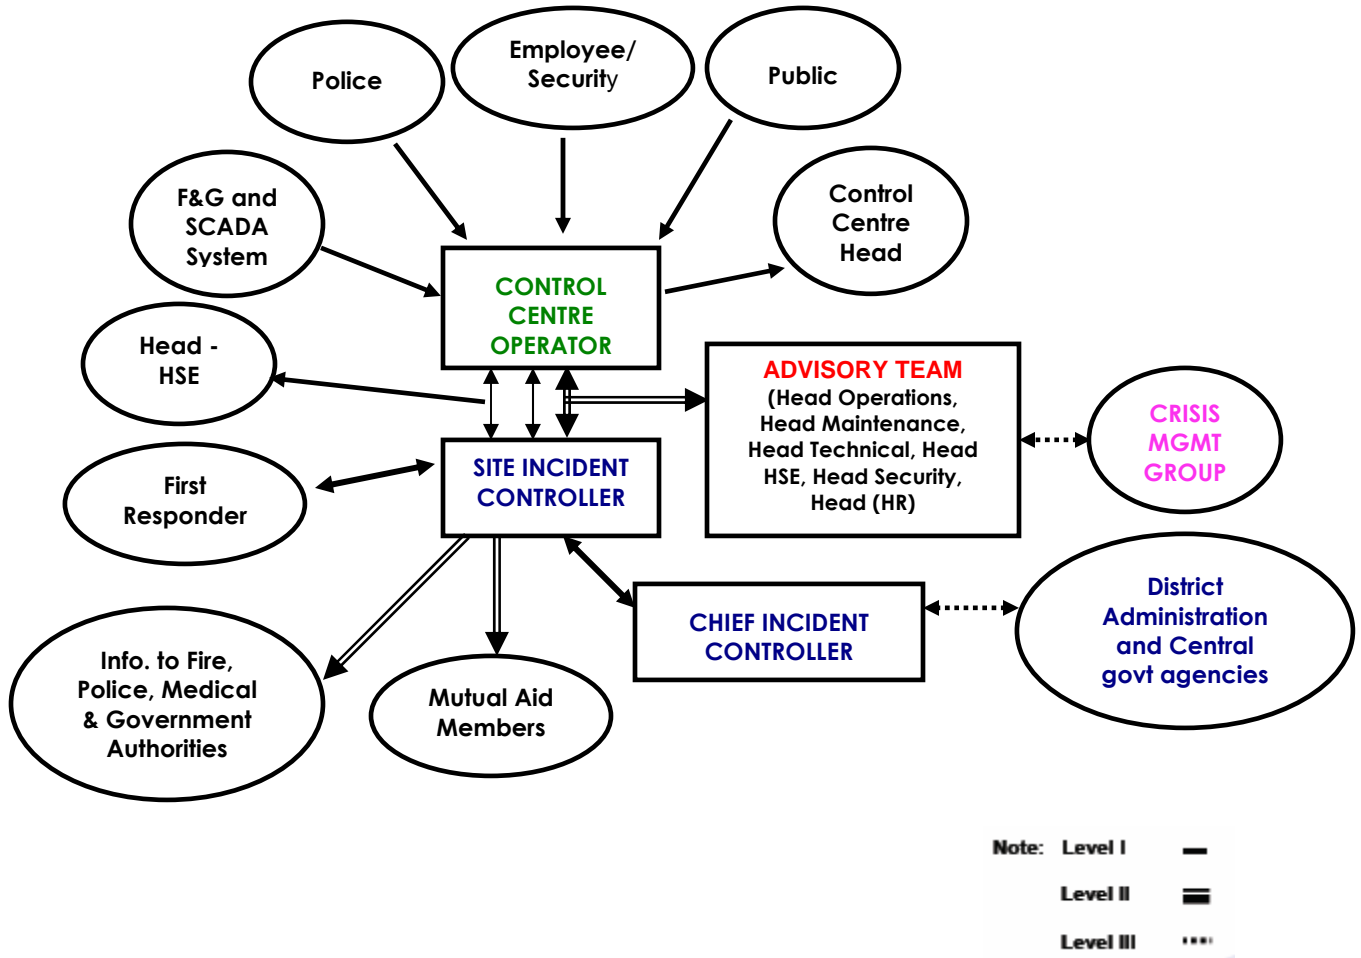 Police
Employee/
Security
Public
F&G and
SCADA
System
Control
Centre
Head
CONTROL
CENTRE
OPERATOR
Head -
HSE
ADVISORY TEAM
(Head Operations,
Head Maintenance,
Head Technical, Head
HSE, Head Security,
Head (HR)
CRISIS
MGMT
GROUP
SITE INCIDENT
CONTROLLER
First
Responder
CHIEF INCIDENT
CONTROLLER
District
Administration
and Central
govt agencies
Info. to Fire,
Police, Medical
& Government
Authorities
Mutual Aid
Members
Note: Level I
Level II
Level III